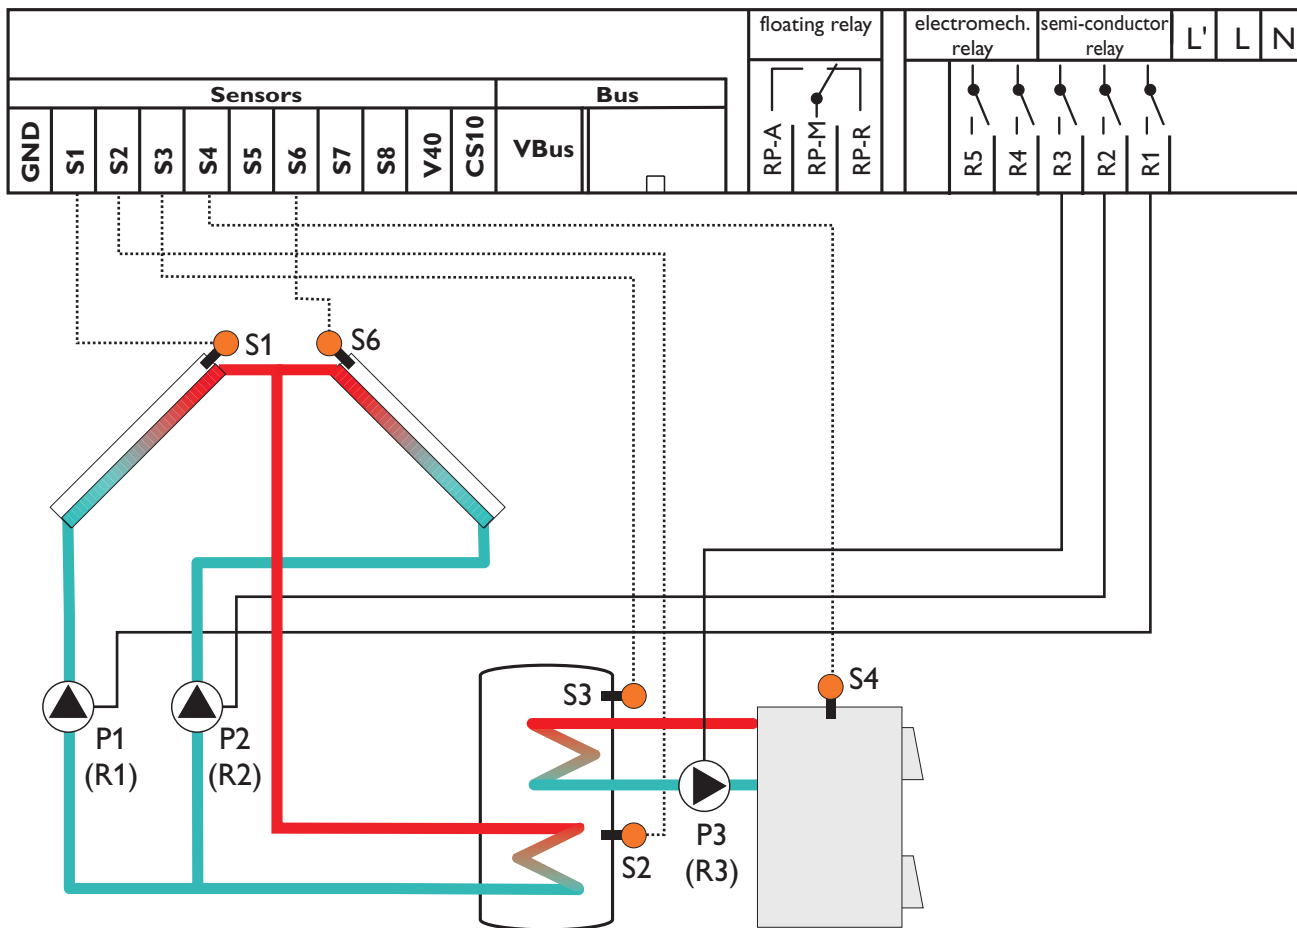 floating relay
electromech.
relay
semi-conductor
relay
L'
L
N
Sensors
Bus
GND
S1
S2
S3
S4
S5
S6
S7
S8
V40
CS10
VBus
RP-A
RP-M
RP-R
R5
R4
R3
R2
R1
S1
S6
S3
S4
P1
(R1)
P2
(R2)
S2
P3
(R3)